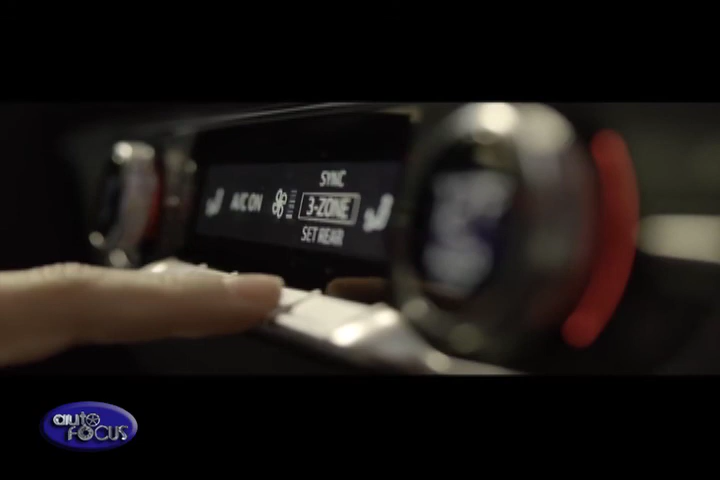 SYNC
A/C ON
3-ZONE
SET REAR
auto
FOCUS